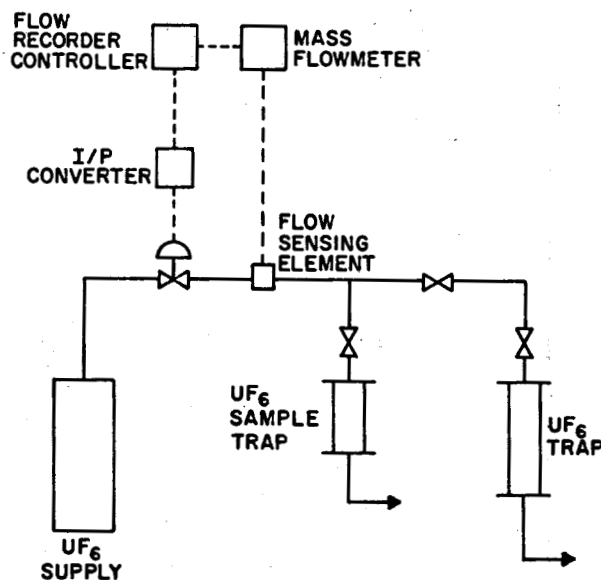 FLOW
RECORDER
CONTROLLER
MASS
FLOWMETER
I/P
CONVERTER
FLOW
SENSING
ELEMENT
UF6
SAMPLE
TRAP
UF6
TRAP
UF6
SUPPLY